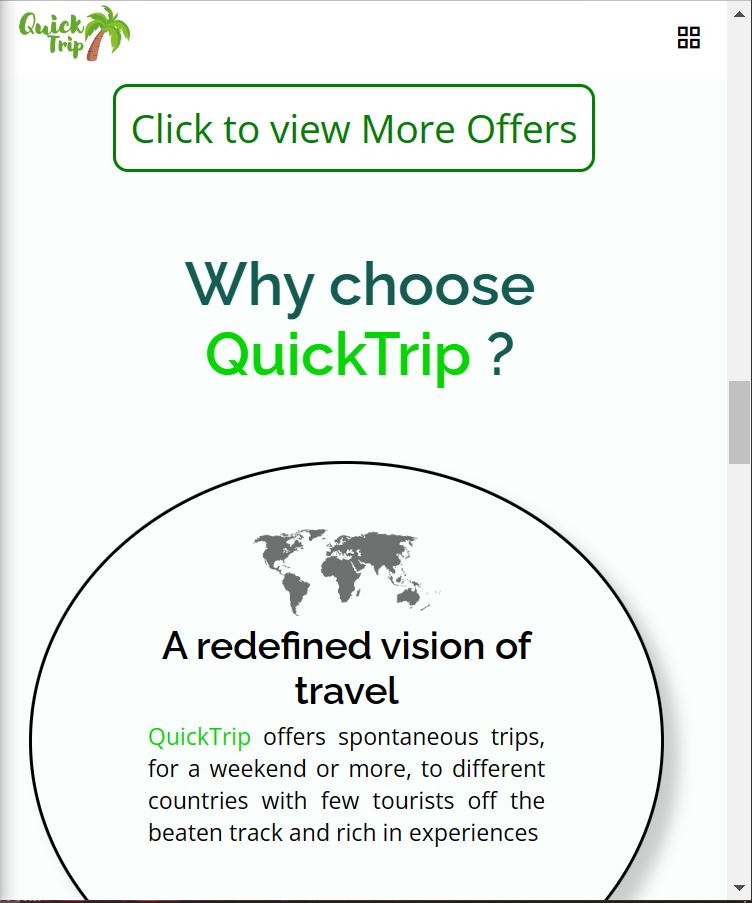 Quick
Trip
Click to view More Offers
Why choose
QuickTrip ?
A redefined vision of
travel
QuickTrip offers spontaneous trips,
for a weekend or more, to different
countries with few tourists off the
beaten track and rich in experiences